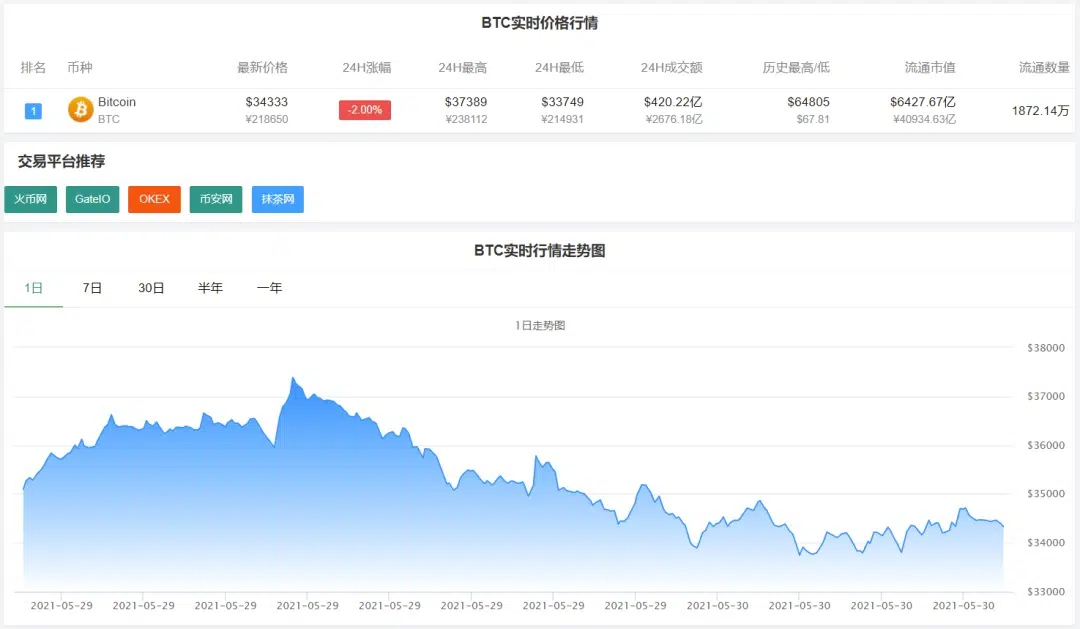 BTC实时价格行情
排名 币种 最新价格 24H涨幅 24H最高 24H最低 24H成交额 历史最高/低 流通市值 流通数量
1 Bitcoin $34333 -2.00% $37389 $33749 $420.22亿 $64805 $6427.67亿 1872.14万
BTC ¥218650 ¥238112 ¥214931 ¥2676.18亿 $67.81 ¥40934.63亿
交易平台推荐
火币网 GateIO OKEX 币安网 抹茶网
BTC实时行情走势图
1日 7日 30日 半年 一年
1日走势图
$38000
$37000
$36000
$35000
$34000
$33000
2021-05-29 2021-05-29 2021-05-29 2021-05-29 2021-05-29 2021-05-29 2021-05-29 2021-05-29 2021-05-30 2021-05-30 2021-05-30 2021-05-30